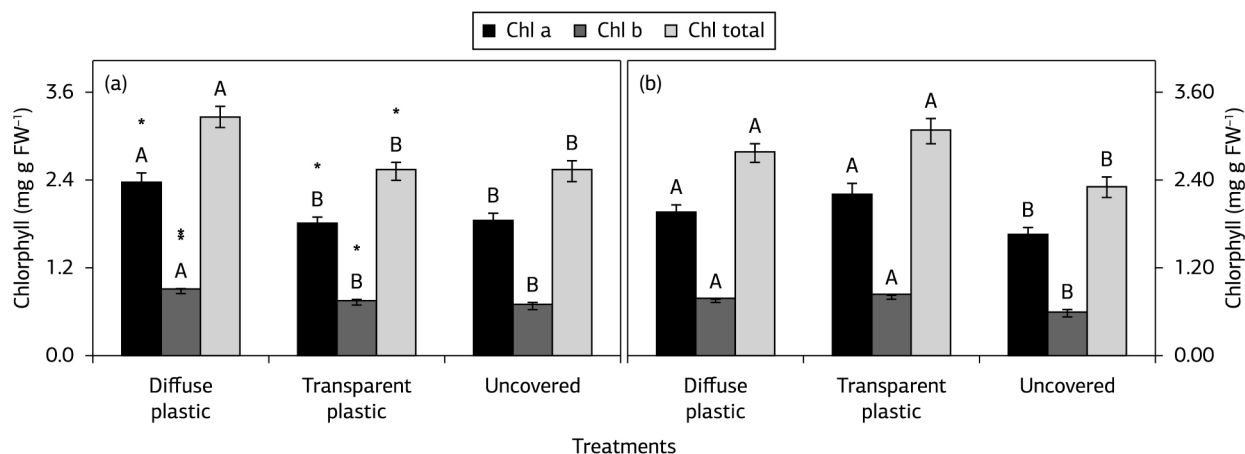 Chl a Chl b Chl total
(a) (b)
Chlorophyll (mg g FW⁻¹)
3.6
2.4
1.2
0.0
* A
‡ A
A
* B
* B
* B
B
B
B
A
A
A
A
A
A
B
B
B
3.60
2.40
1.20
0.00
Chlorophyll (mg g FW⁻¹)
Diffuse Transparent Uncovered Diffuse Transparent Uncovered
plastic plastic plastic plastic
Treatments